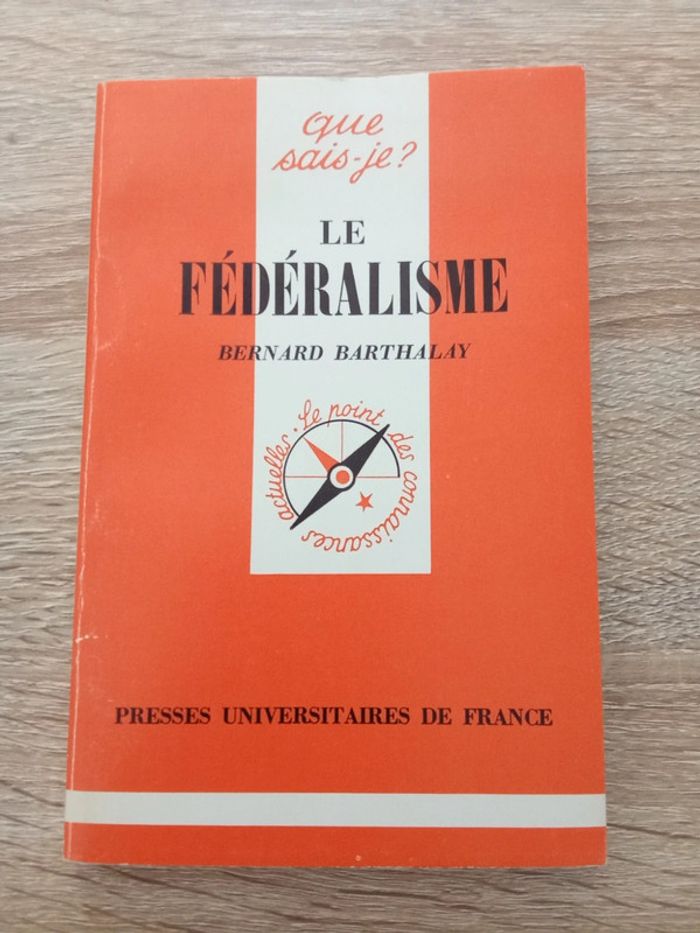 que
sais-je?
LE
FÉDÉRALISME
BERNARD BARTHALAY
Le point des connaissances actuelles.
PRESSES UNIVERSITAIRES DE FRANCE